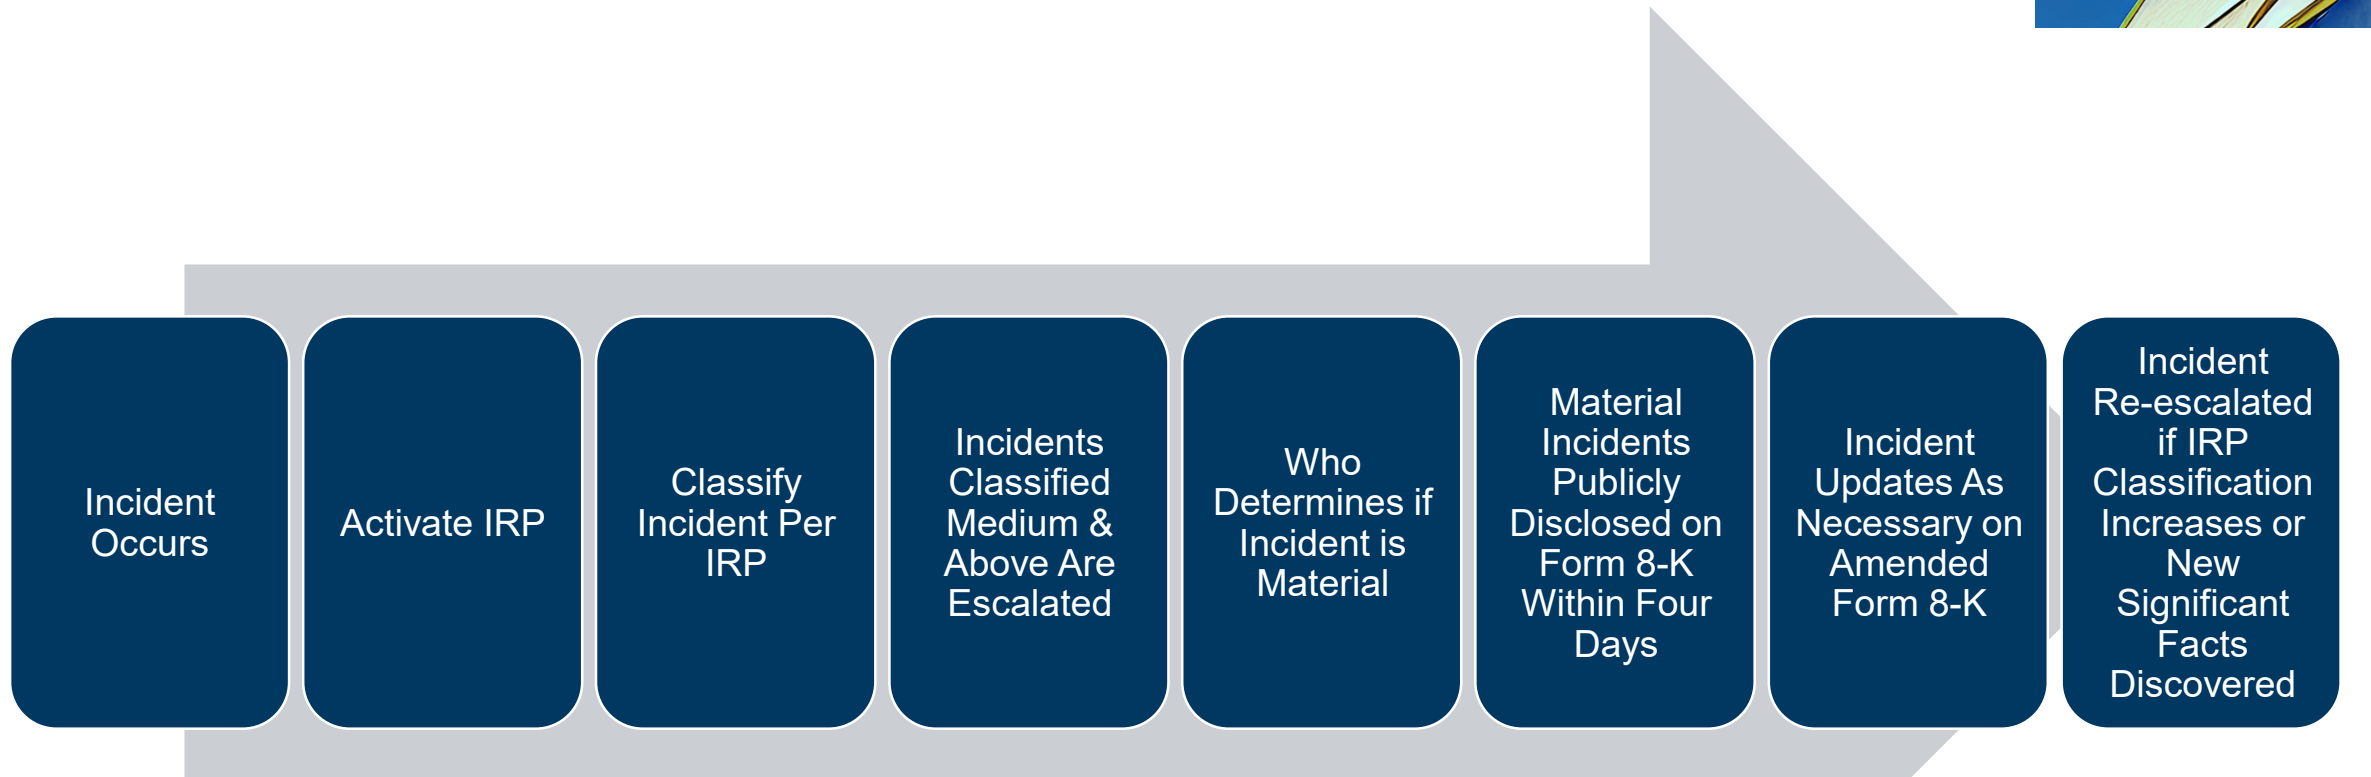 Incident
Occurs
Activate IRP
Classify
Incident Per
IRP
Incidents
Classified
Medium &
Above Are
Escalated
Who
Determines if
Incident is
Material
Material
Incidents
Publicly
Disclosed on
Form 8-K
Within Four
Days
Incident
Updates As
Necessary on
Amended
Form 8-K
Incident
Re-escalated
if IRP
Classification
Increases or
New
Significant
Facts
Discovered